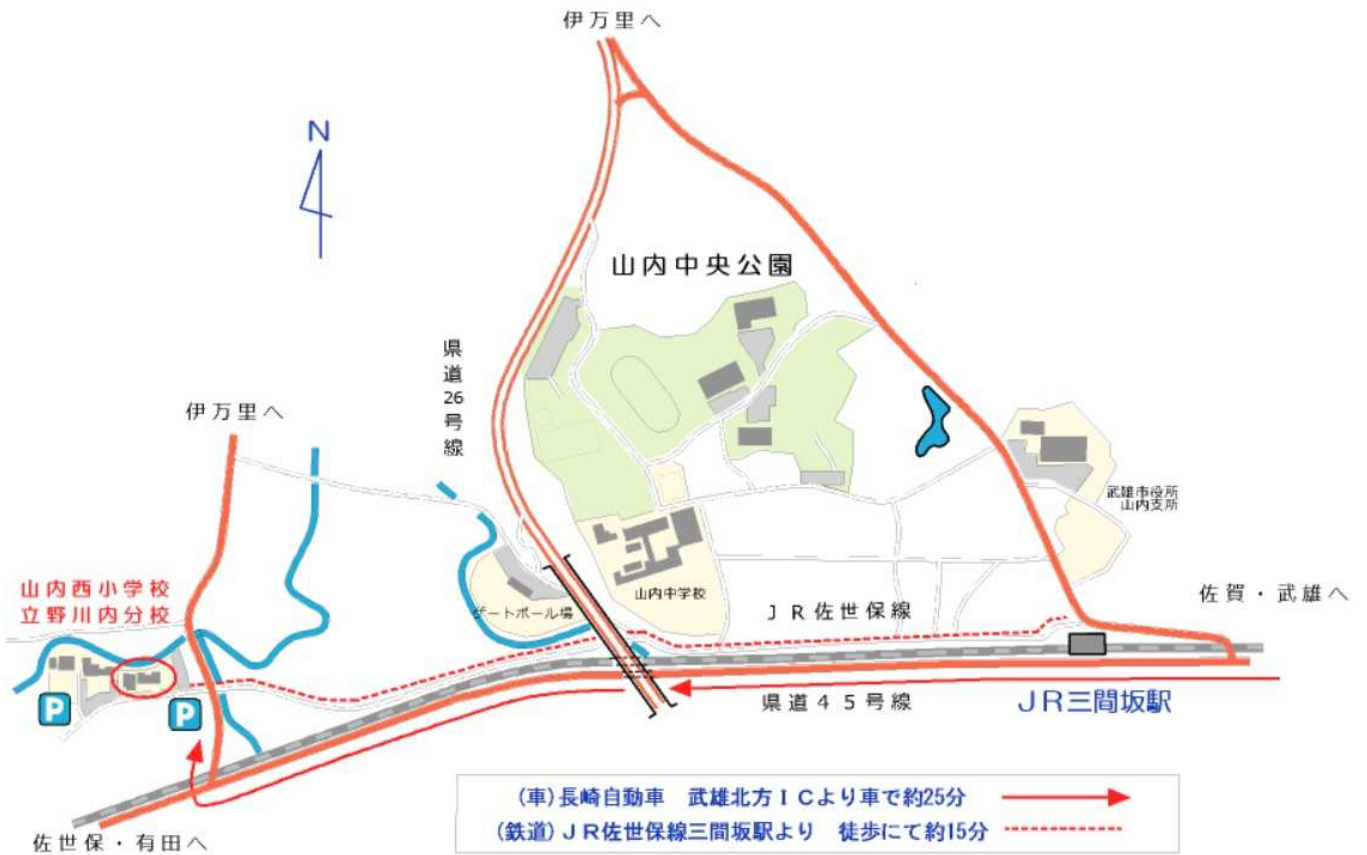 伊万里へ
N
山内中央公園
県道26号線
伊万里へ
武雄市役所
山内支所
山内西小学校
立野川内分校
ゲートボール場
山内中学校
JR佐世保線
佐賀・武雄へ
P
P
県道45号線
JR三間坂駅
(車)長崎自動車 武雄北方ICより車で約25分
(鉄道)JR佐世保線三間坂駅より 徒歩にて約15分
佐世保・有田へ